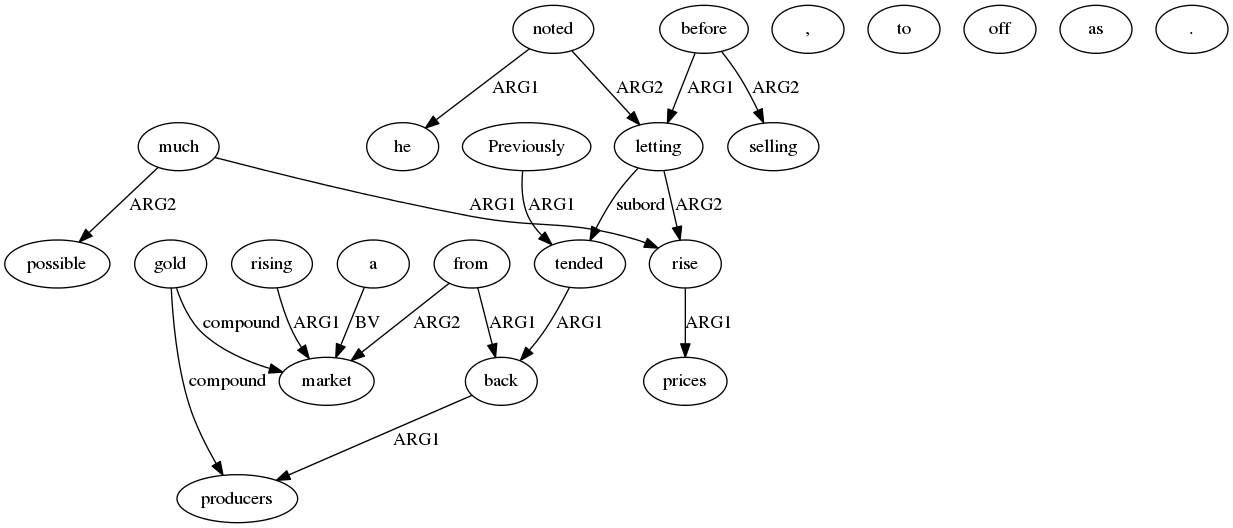 noted before , to off as .
ARG1 ARG2 ARG1 ARG2
much he Previously letting selling
ARG2 ARG1 ARG1 subord ARG2
possible gold rising a from tended rise
compound ARG1 BV ARG2 ARG1 ARG1 ARG1
compound market back prices
ARG1
producers